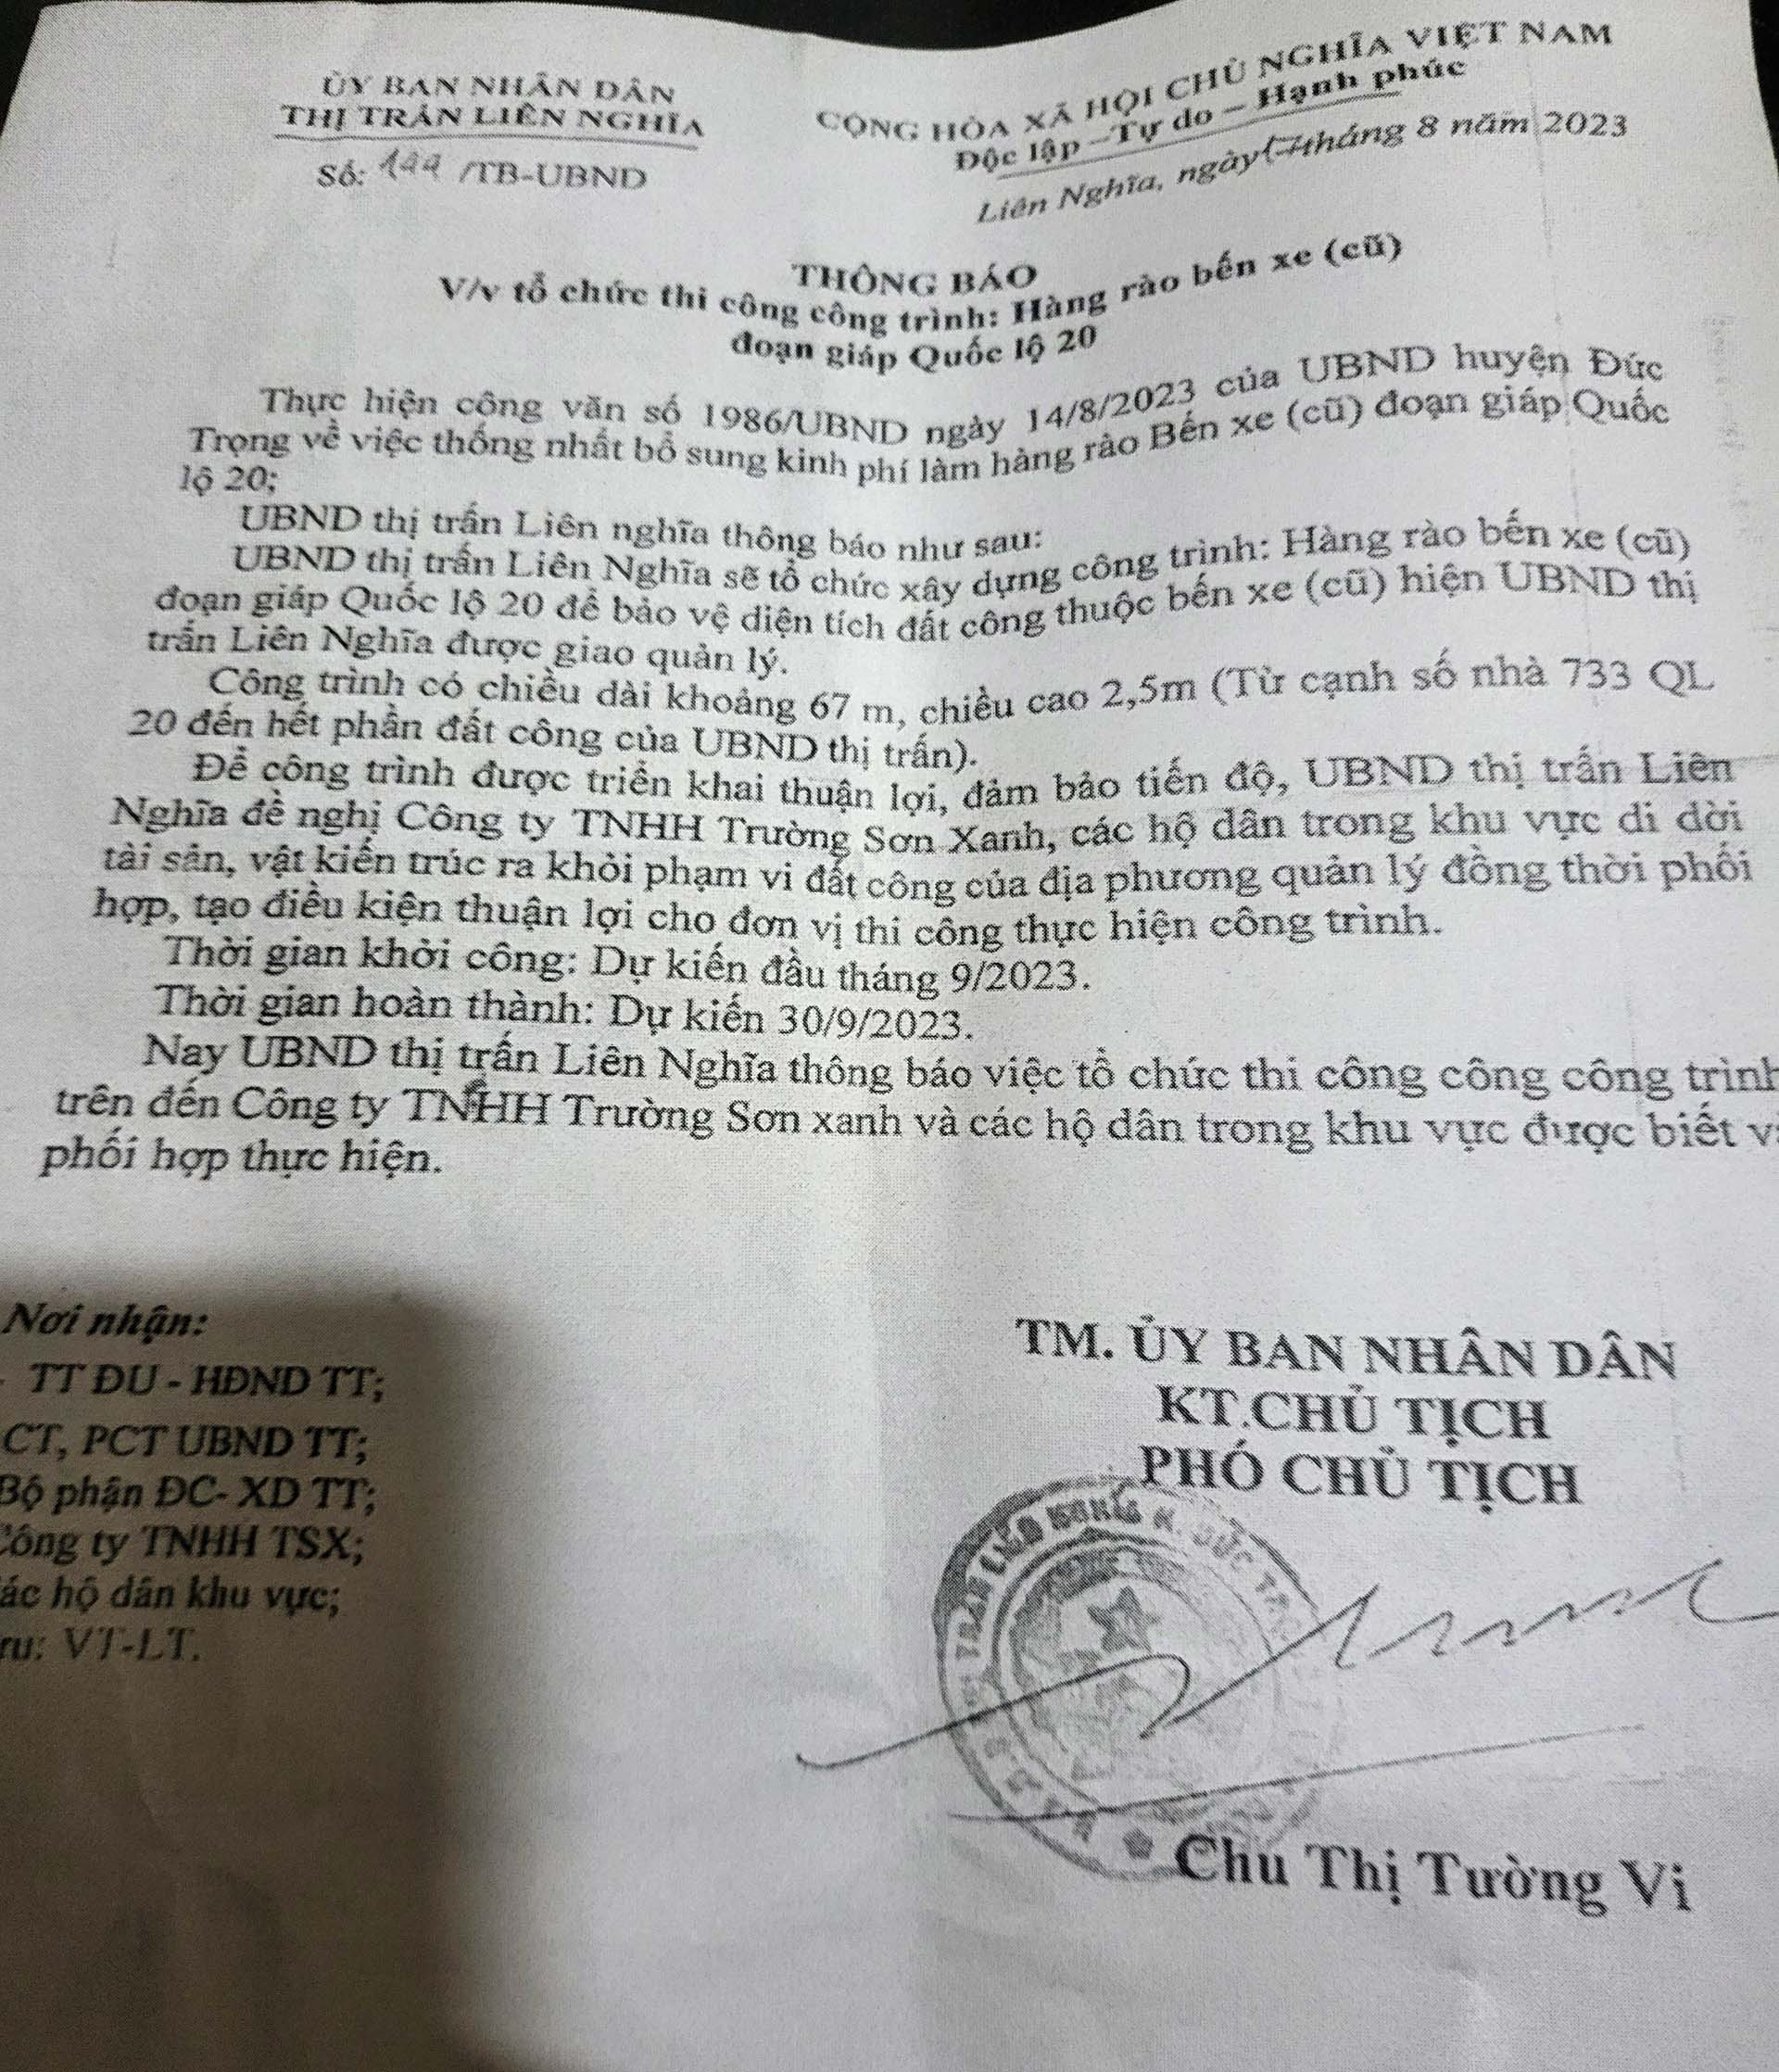 ỦY BAN NHÂN DÂN
THỊ TRẤN LIÊN NGHĨA
Số: /TB-UBND
CỘNG HÒA XÃ HỘI CHỦ NGHĨA VIỆT NAM
Độc lập – Tự do – Hạnh phúc
Liên Nghĩa, ngày 17 tháng 8 năm 2023
THÔNG BÁO
V/v tổ chức thi công công trình: Hàng rào bến xe (cũ)
đoạn giáp Quốc lộ 20
Thực hiện công văn số 1986/UBND ngày 14/8/2023 của UBND huyện Đức
Trọng về việc thống nhất bổ sung kinh phí làm hàng rào Bến xe (cũ) đoạn giáp Quốc
lộ 20;
UBND thị trấn Liên nghĩa thông báo như sau:
UBND thị trấn Liên Nghĩa sẽ tổ chức xây dựng công trình: Hàng rào bến xe (cũ)
đoạn giáp Quốc lộ 20 để bảo vệ diện tích đất công thuộc bến xe (cũ) hiện UBND thị
trấn Liên Nghĩa được giao quản lý.
Công trình có chiều dài khoảng 67 m, chiều cao 2,5m (Từ cạnh số nhà 733 QL
20 đến hết phần đất công của UBND thị trấn).
Để công trình được triển khai thuận lợi, đảm bảo tiến độ, UBND thị trấn Liên
Nghĩa đề nghị Công ty TNHH Trường Sơn Xanh, các hộ dân trong khu vực di dời
tài sản, vật kiến trúc ra khỏi phạm vi đất công của địa phương quản lý đồng thời phối
hợp, tạo điều kiện thuận lợi cho đơn vị thi công thực hiện công trình.
Thời gian khởi công: Dự kiến đầu tháng 9/2023.
Thời gian hoàn thành: Dự kiến 30/9/2023.
Nay UBND thị trấn Liên Nghĩa thông báo việc tổ chức thi công công công trình
trên đến Công ty TNHH Trường Sơn xanh và các hộ dân trong khu vực được biết và
phối hợp thực hiện.
Nơi nhận:
- TT ĐU - HĐND TT;
CT, PCT UBND TT;
Bộ phận ĐC- XD TT;
Công ty TNHH TSX;
Các hộ dân khu vực;
Lưu: VT-LT.
TM. ỦY BAN NHÂN DÂN
KT.CHỦ TỊCH
PHÓ CHỦ TỊCH
Chu Thị Tường Vi